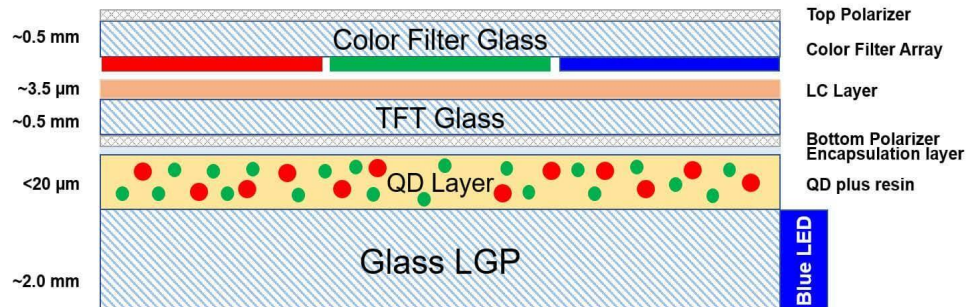 Top Polarizer
~0.5 mm
Color Filter Glass
Color Filter Array
~3.5 µm
LC Layer
~0.5 mm
TFT Glass
Bottom Polarizer
Encapsulation layer
<20 µm
QD Layer
QD plus resin
Glass LGP
~2.0 mm
Blue LED